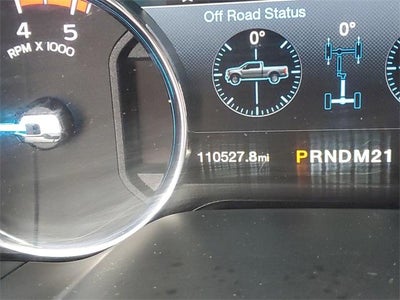 Off Road Status
4 5
0° 0°
RPM X 1000
110527.8mi PRNDM21